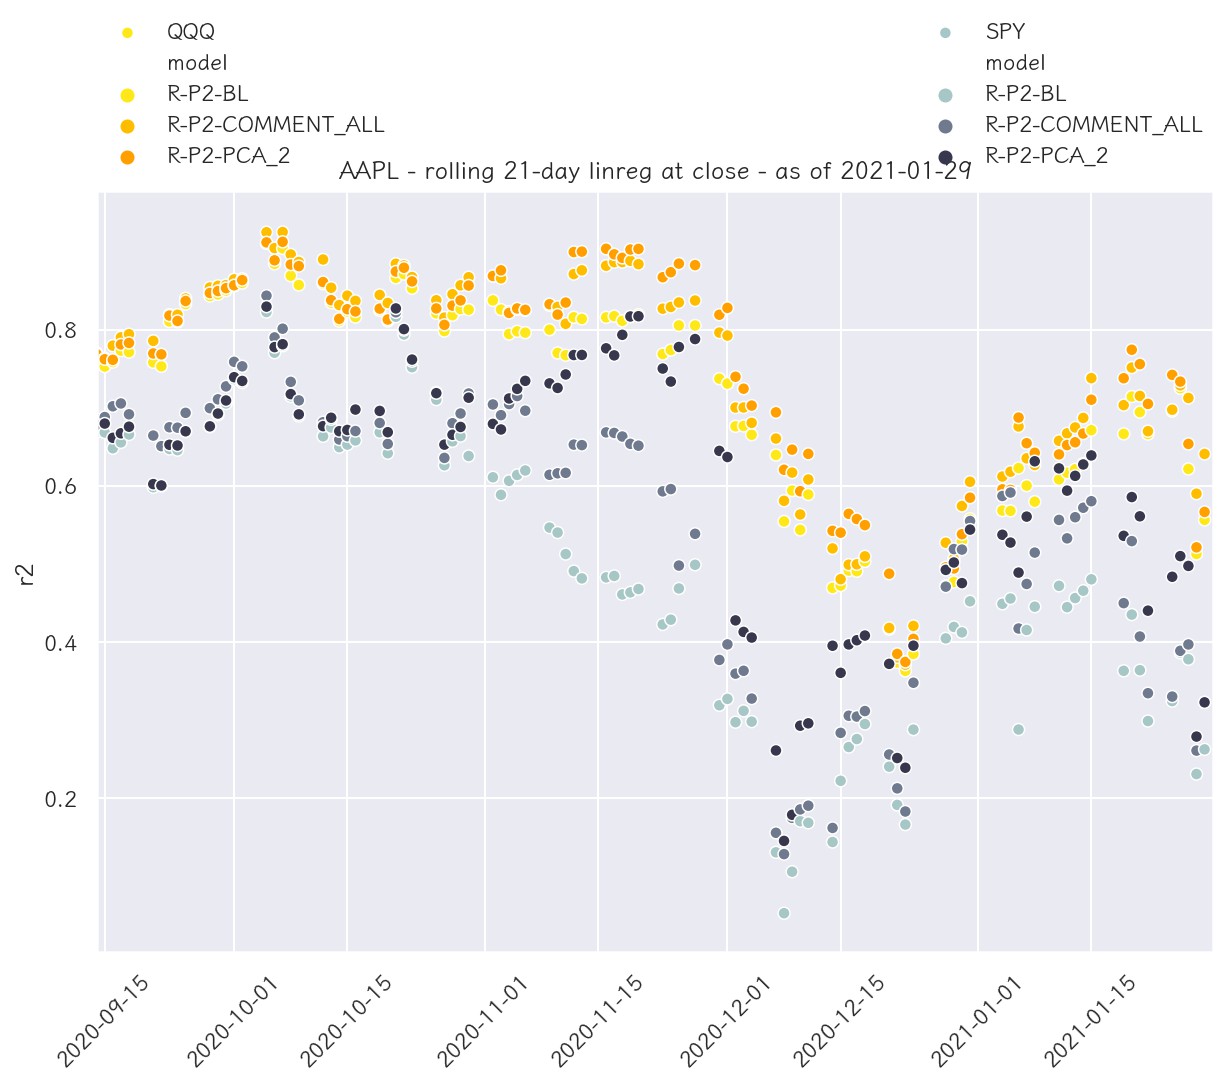 QQQ
model
R-P2-BL
R-P2-COMMENT_ALL
R-P2-PCA_2
SPY
model
R-P2-BL
R-P2-COMMENT_ALL
R-P2-PCA_2
AAPL - rolling 21-day linreg at close - as of 2021-01-29
r2
0.8
0.6
0.4
0.2
2020-09-15
2020-10-01
2020-10-15
2020-11-01
2020-11-15
2020-12-01
2020-12-15
2021-01-01
2021-01-15